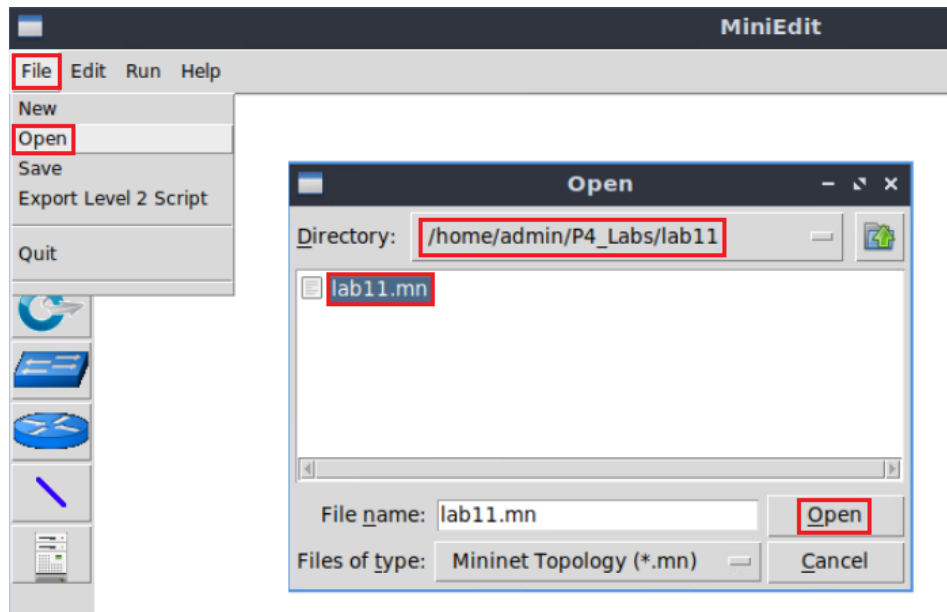 MiniEdit
File Edit Run Help
New
Open
Save
Export Level 2 Script
Quit
Open
Directory: /home/admin/P4_Labs/lab11
lab11.mn
File name: lab11.mn Open
Files of type: Mininet Topology (*.mn) Cancel